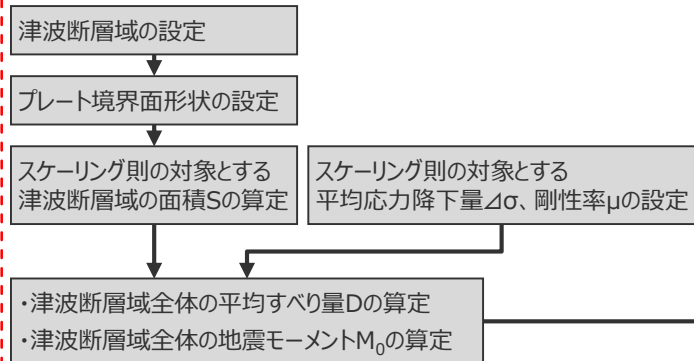 津波断層域の設定
プレート境界面形状の設定
スケーリング則の対象とする
津波断層域の面積Sの算定
スケーリング則の対象とする
平均応力降下量⊿σ、剛性率μの設定
・津波断層域全体の平均すべり量Dの算定
・津波断層域全体の地震モーメントM₀の算定